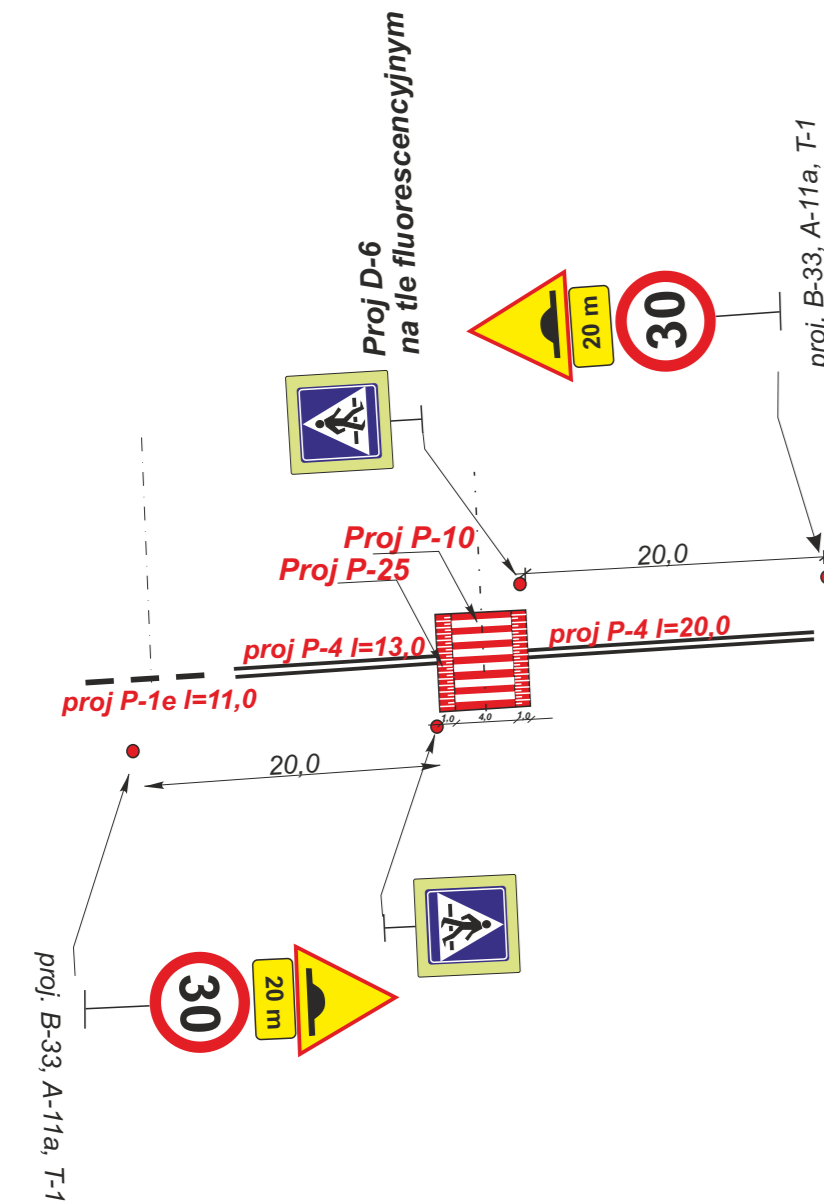 Proj D-6
na tle fluorescencyjnym
proj. B-33, A-11a, T-1
20 m
30
Proj P-10
Proj P-25
20,0
proj P-4 l=13,0
proj P-4 l=20,0
proj P-1e l=11,0
1,0
4,0
1,0
20,0
30
20 m
proj. B-33, A-11a, T-1